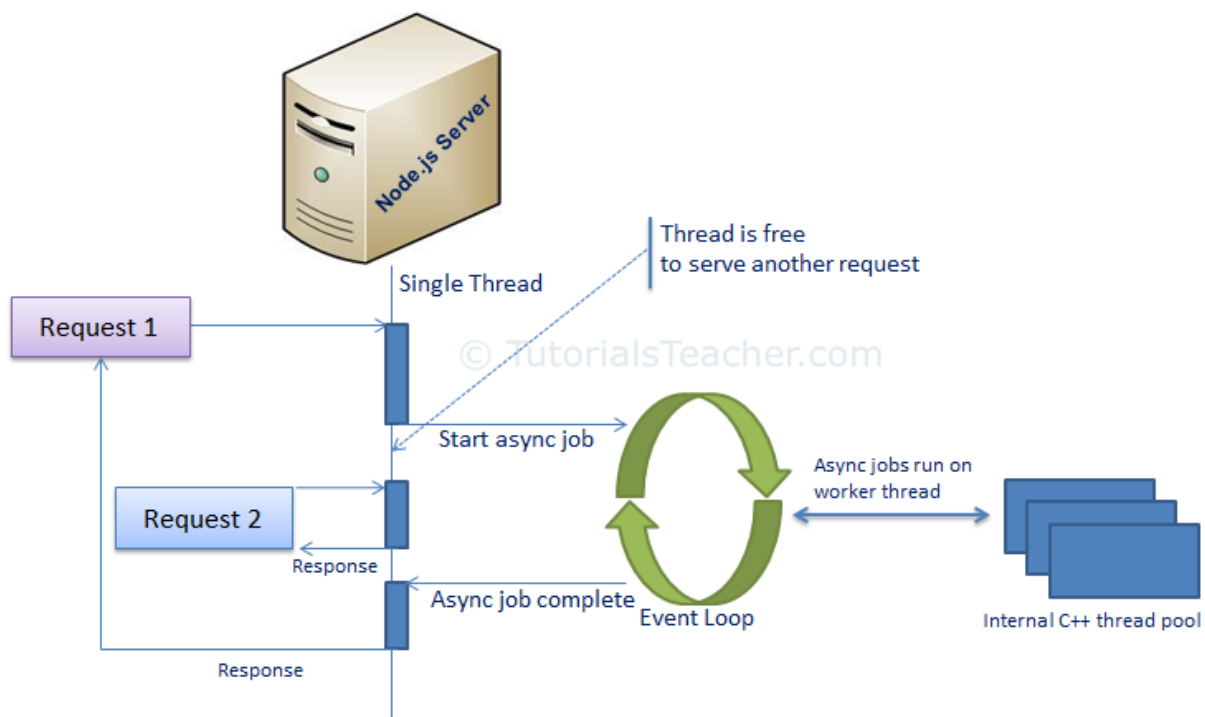 Node.js Server
Thread is free
to serve another request
Single Thread
Request 1
© TutorialsTeacher.com
Start async job
Async jobs run on
worker thread
Request 2
Response
Async job complete
Event Loop
Internal C++ thread pool
Response